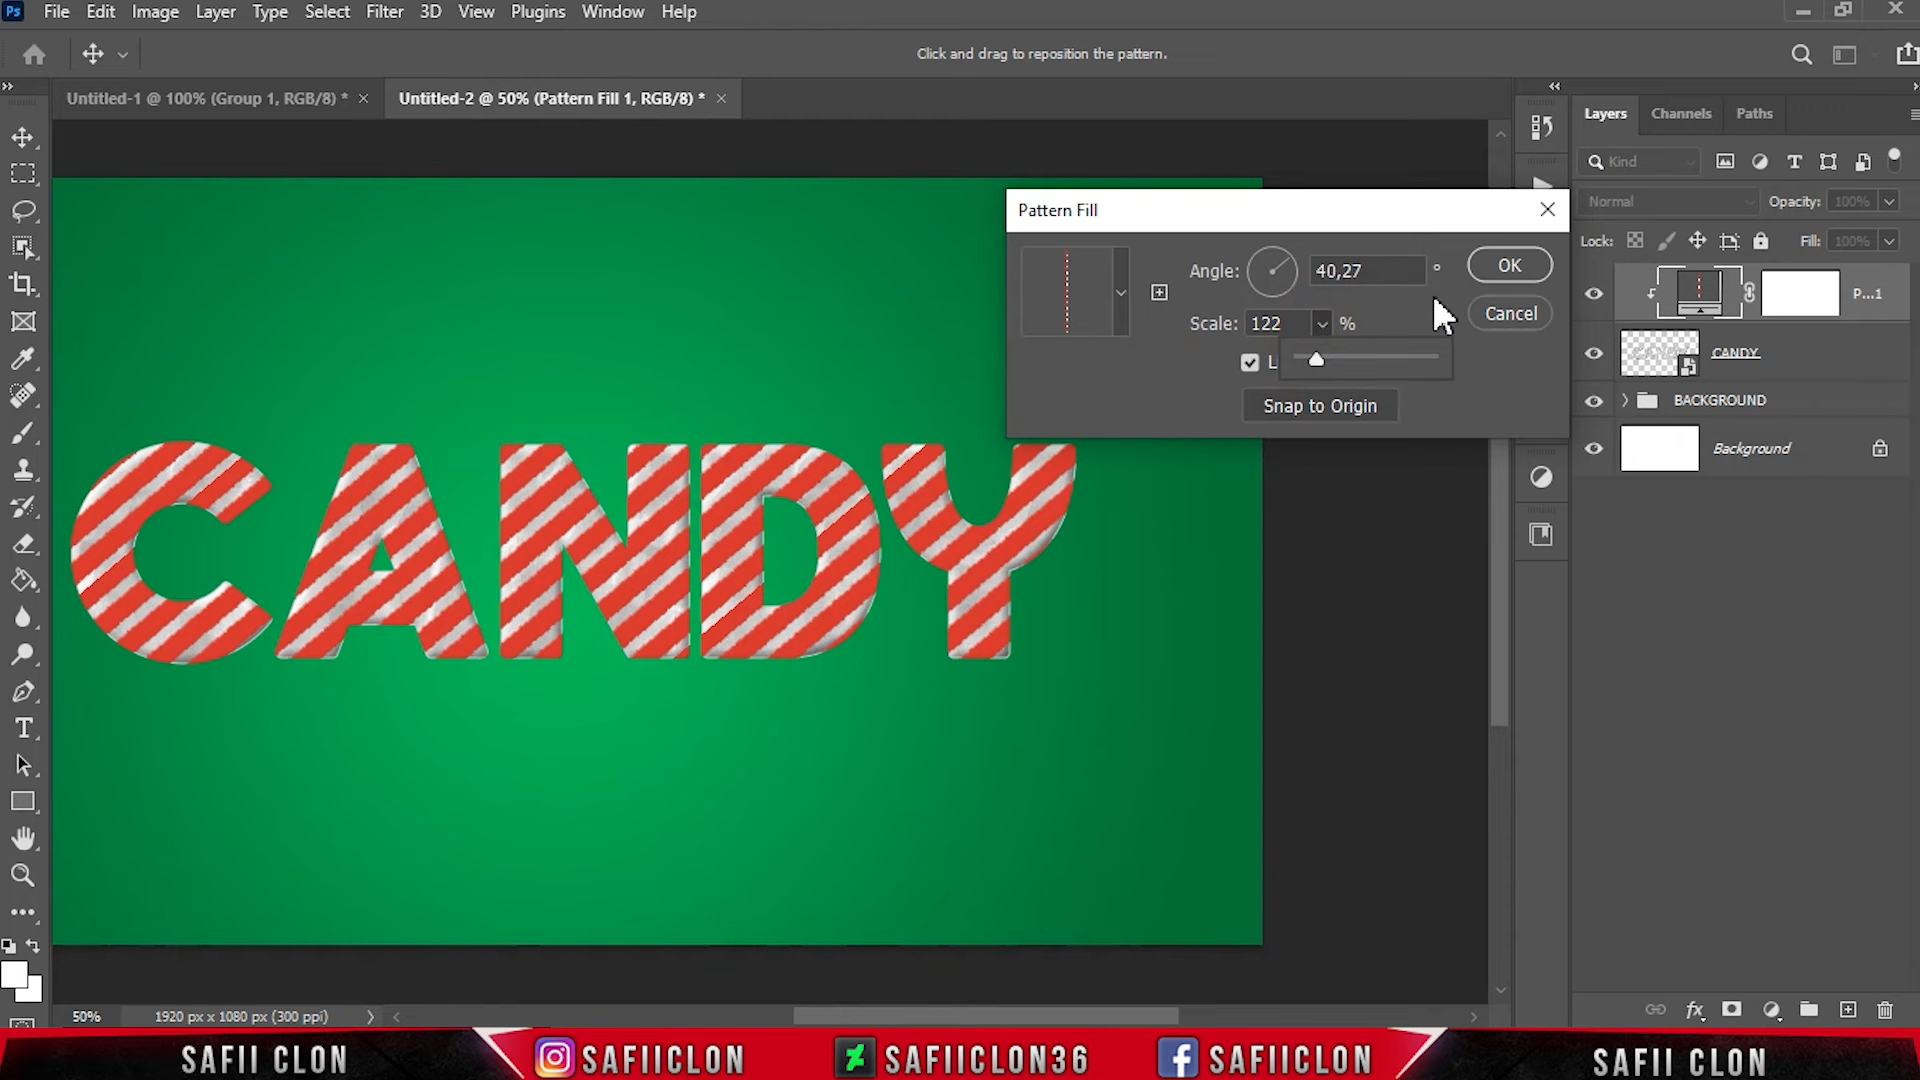 Ps File Edit Image Layer Type Select Filter 3D View Plugins Window Help
Click and drag to reposition the pattern.
Untitled-1 @ 100% (Group 1, RGB/8) *
Untitled-2 @ 50% (Pattern Fill 1, RGB/8) *
Layers Channels Paths
Kind
Normal Opacity: 100%
Lock: Fill: 100%
P...1
CANDY
BACKGROUND
Background
Pattern Fill
Angle: 40,27 °
OK
Scale: 122 %
Cancel
L
Snap to Origin
CANDY
50% 1920 px x 1080 px (300 ppi)
SAFII CLON
SAFIICLON
SAFIICLON36
SAFIICLON
SAFII CLON